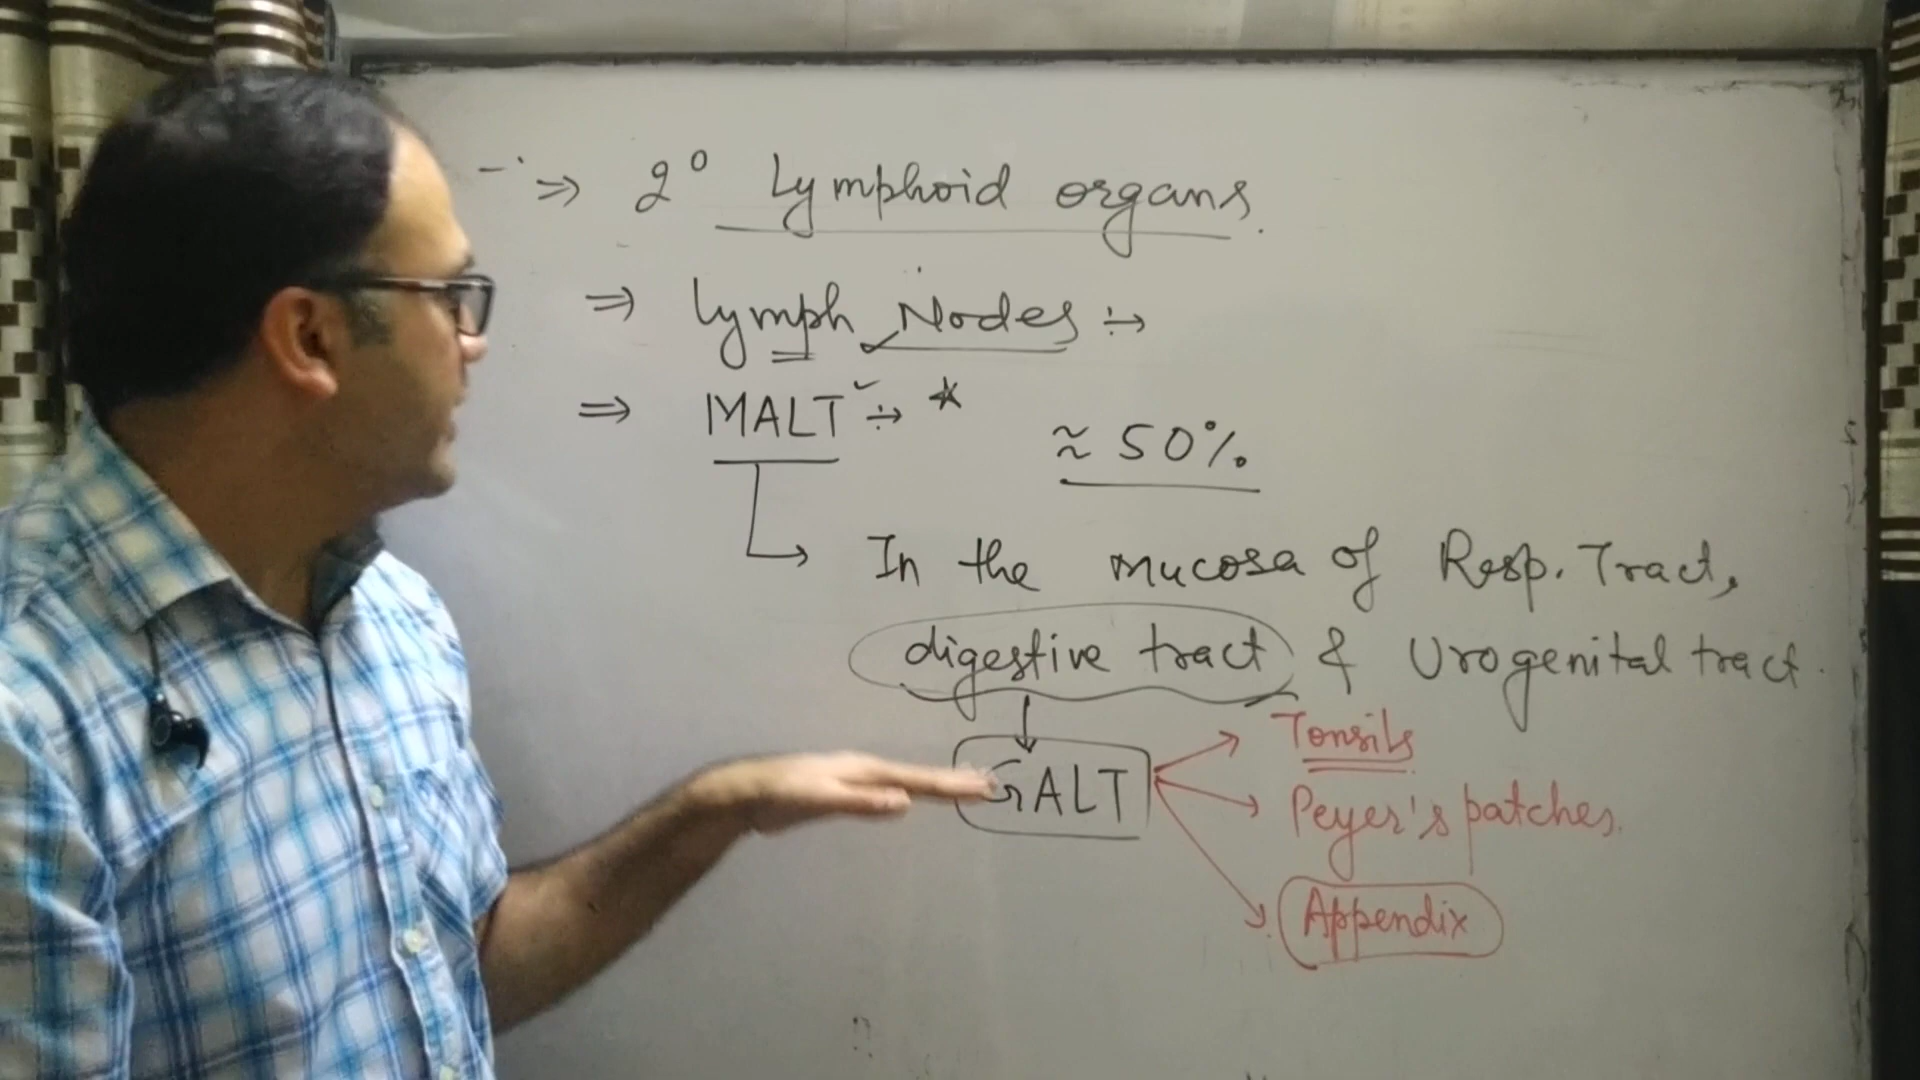 ⇒ 2° Lymphoid organs.
⇒ Lymph Nodes :→
⇒ MALT :→ *
≈ 50%.
↳ In the mucosa of Resp. Tract,
digestive tract & Urogenital tract.
↓
GALT → Tonsils
→ Peyer's patches.
→ Appendix